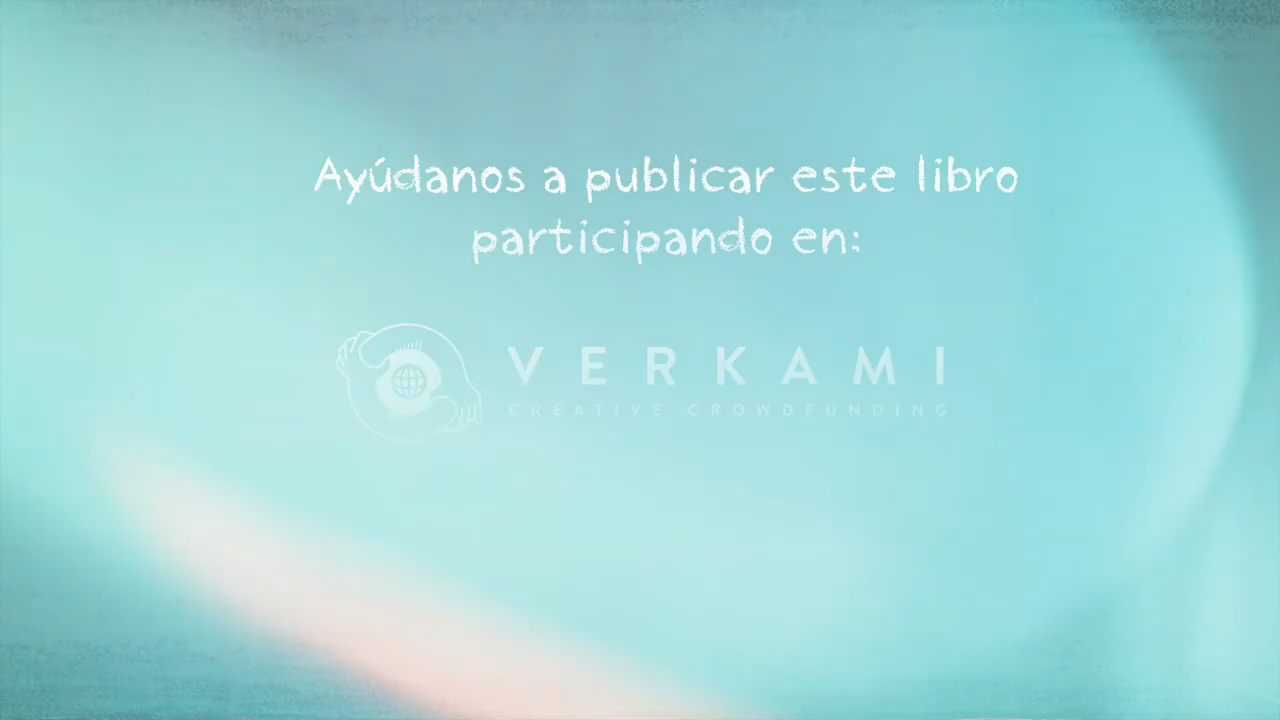 Ayúdanos a publicar este libro
participando en:
VERKAMI
CREATIVE CROWDFUNDING